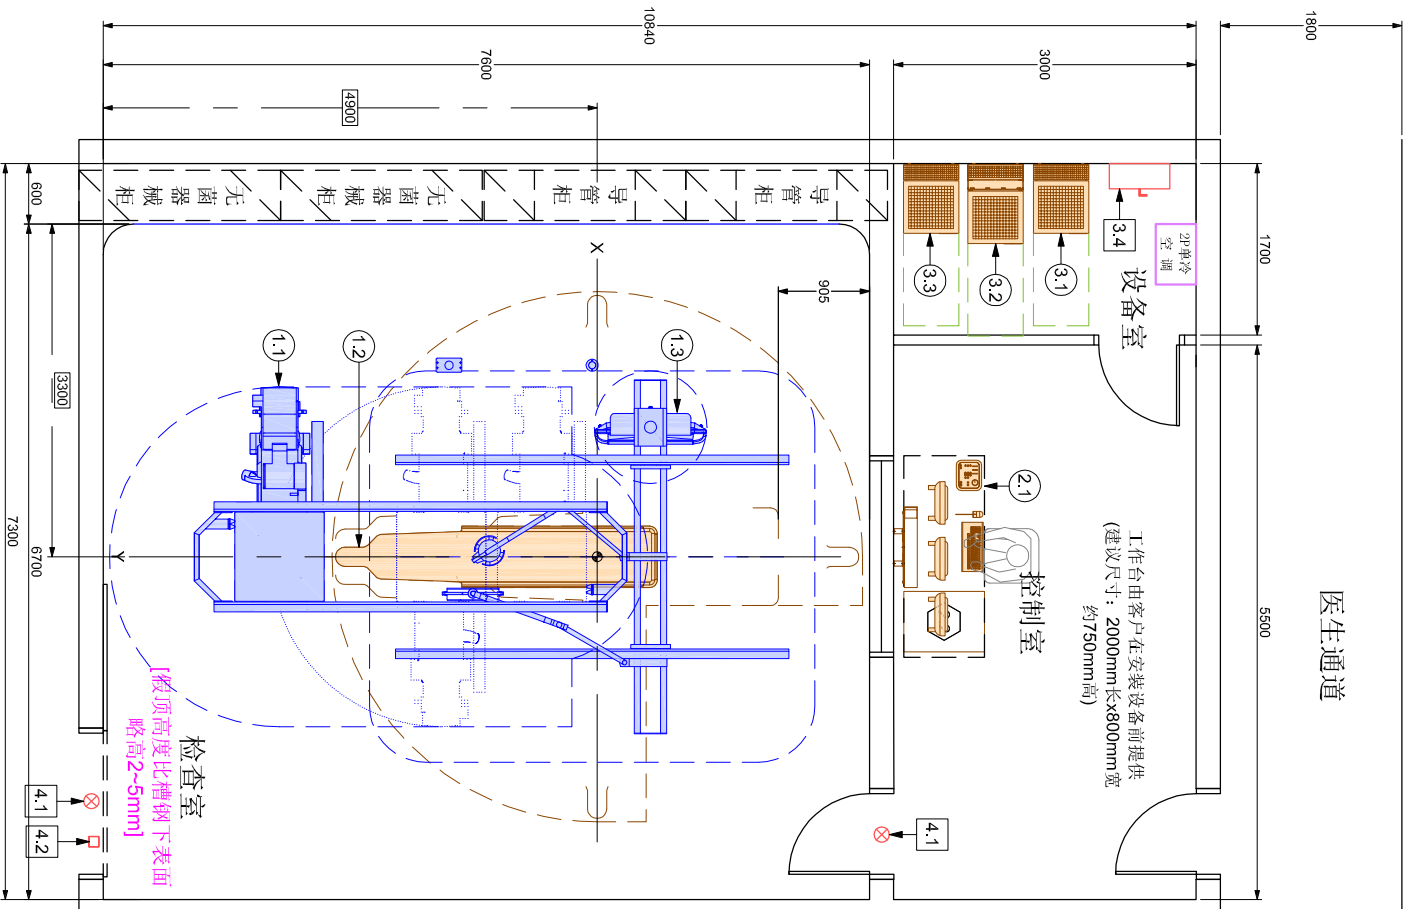 10840
1800
7600
3000
4900
600
无菌器械柜
无菌器械柜
导管柜
导管柜
3.3
3.2
3.1
3.4
2P单冷
空调
1700
设备室
X
905
1.1
1.2
1.3
2.1
3300
7300
6700
Y
控制室
工作台由客户在安装设备前提供
(建议尺寸：2000mm长x800mm宽
约750mm高)
5500
医生通道
检查室
[假顶高度比槽钢下表面
略高2~5mm]
4.1
4.2
4.1